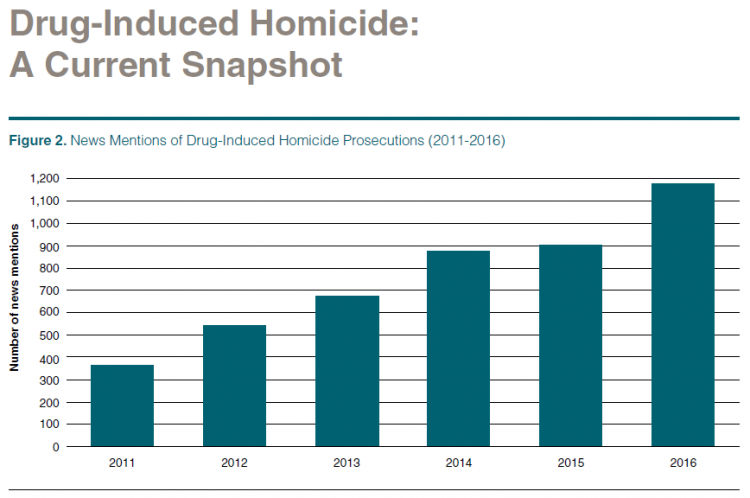 Drug-Induced Homicide:
A Current Snapshot
Figure 2. News Mentions of Drug-Induced Homicide Prosecutions (2011-2016)
Number of news mentions
1,200
1,100
1,000
900
800
700
600
500
400
300
200
100
0
2011 2012 2013 2014 2015 2016